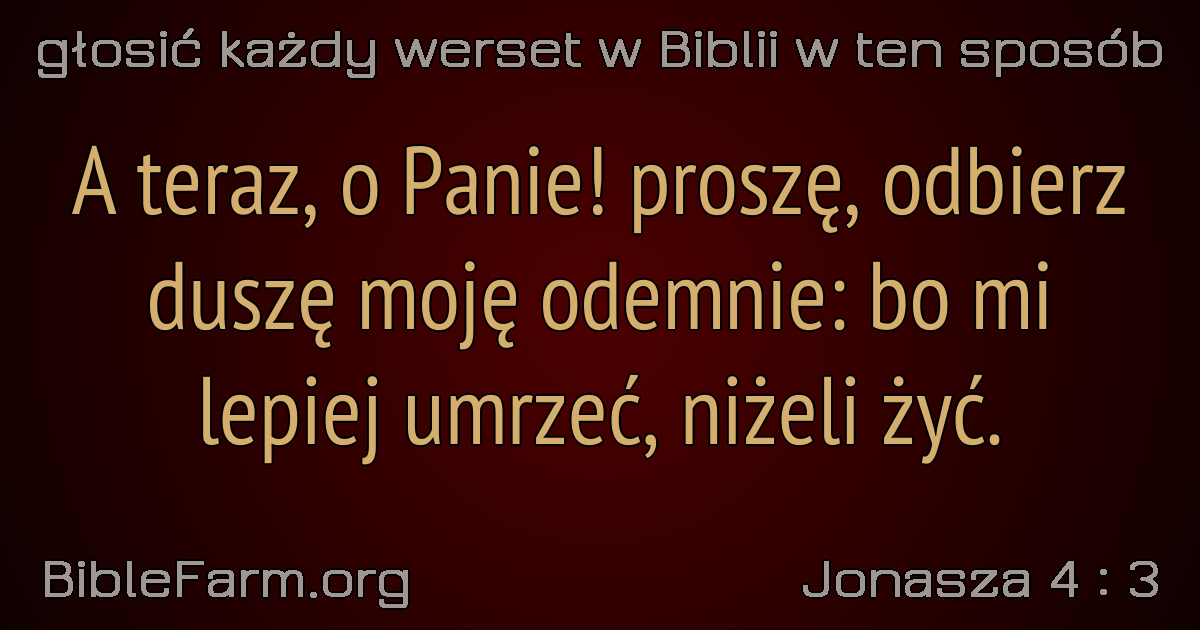 głosić każdy werset w Biblii w ten sposób
A teraz, o Panie! proszę, odbierz
duszę moję odemnie: bo mi
lepiej umrzeć, niżeli żyć.
BibleFarm.org
Jonasza 4 : 3